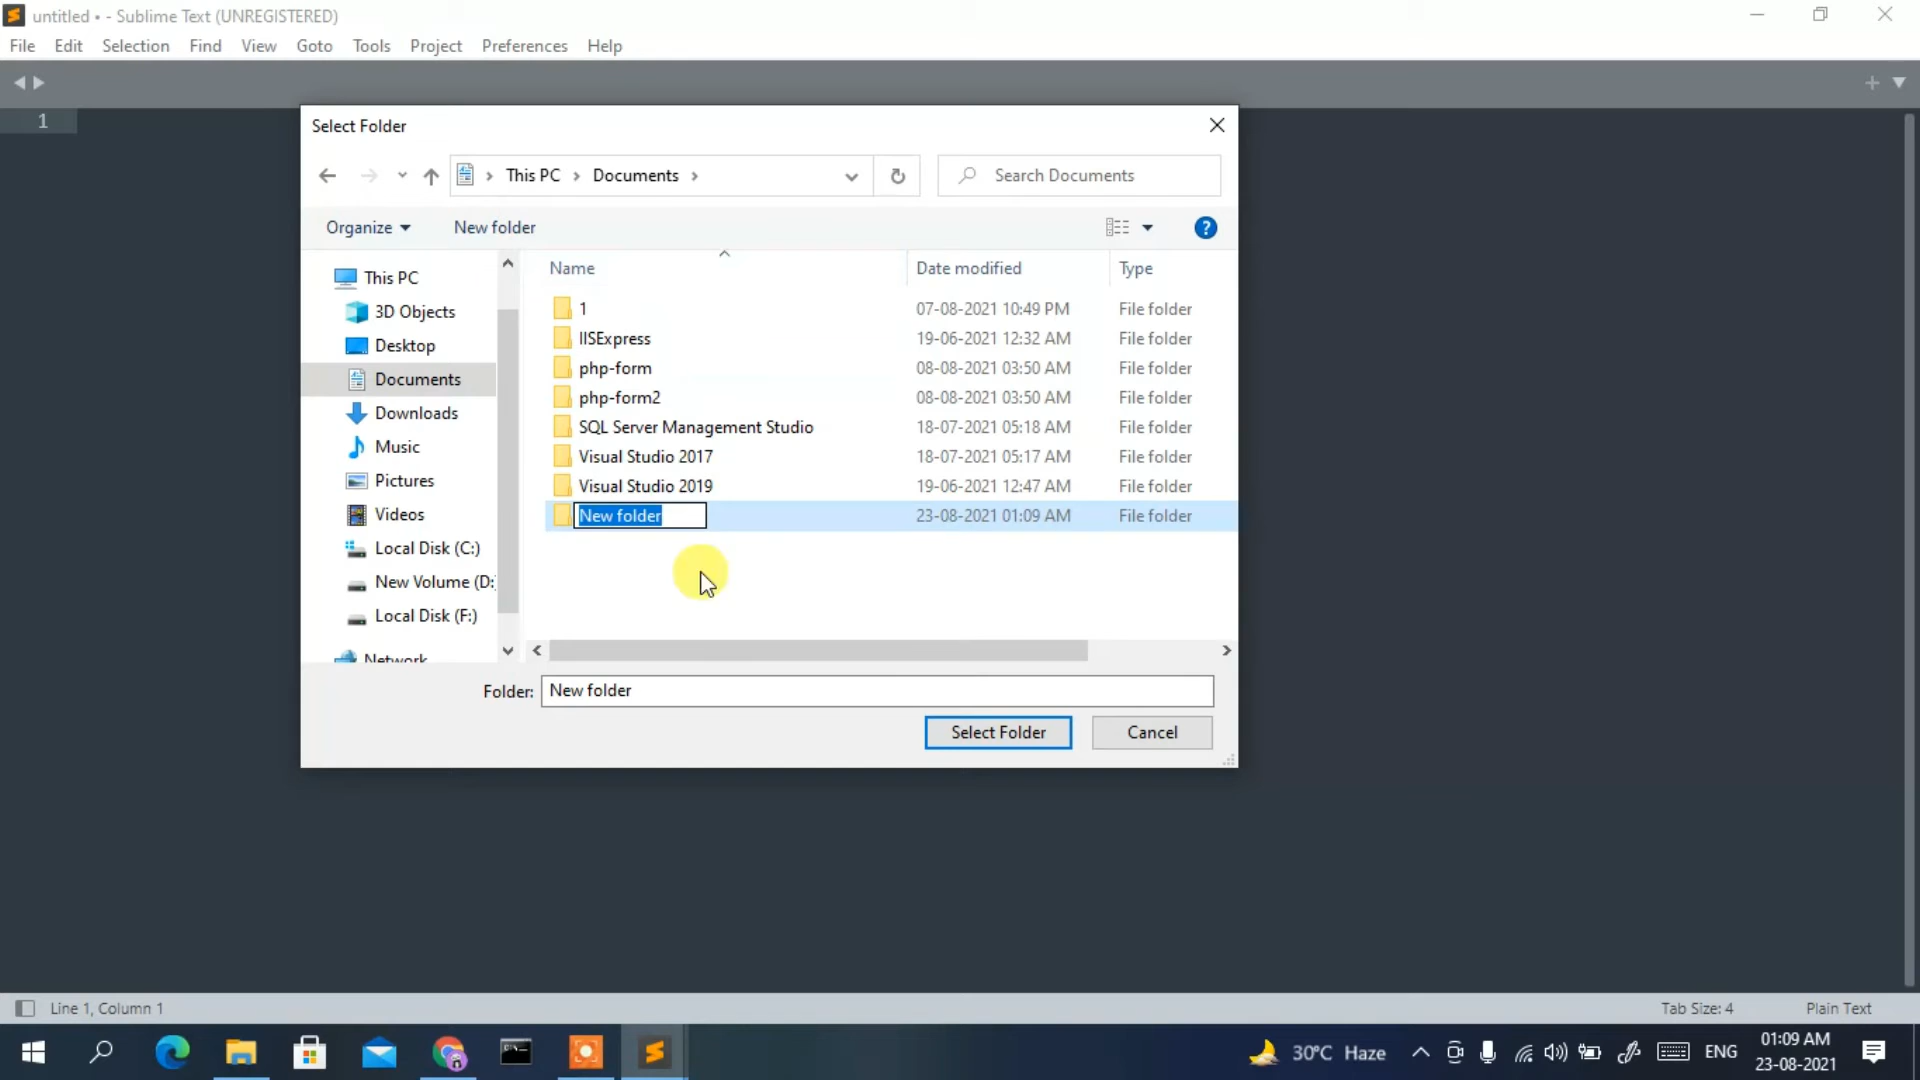 untitled • - Sublime Text (UNREGISTERED)
File Edit Selection Find View Goto Tools Project Preferences Help
1
Select Folder
This PC > Documents >
Search Documents
Organize
New folder
Name Date modified Type
This PC
3D Objects
Desktop
Documents
Downloads
Music
Pictures
Videos
Local Disk (C:)
New Volume (D:
Local Disk (F:)
Network
1 07-08-2021 10:49 PM File folder
IISExpress 19-06-2021 12:32 AM File folder
php-form 08-08-2021 03:50 AM File folder
php-form2 08-08-2021 03:50 AM File folder
SQL Server Management Studio 18-07-2021 05:18 AM File folder
Visual Studio 2017 18-07-2021 05:17 AM File folder
Visual Studio 2019 19-06-2021 12:47 AM File folder
New folder 23-08-2021 01:09 AM File folder
Folder: New folder
Select Folder Cancel
Line 1, Column 1
Tab Size: 4 Plain Text
30°C Haze
ENG
01:09 AM
23-08-2021